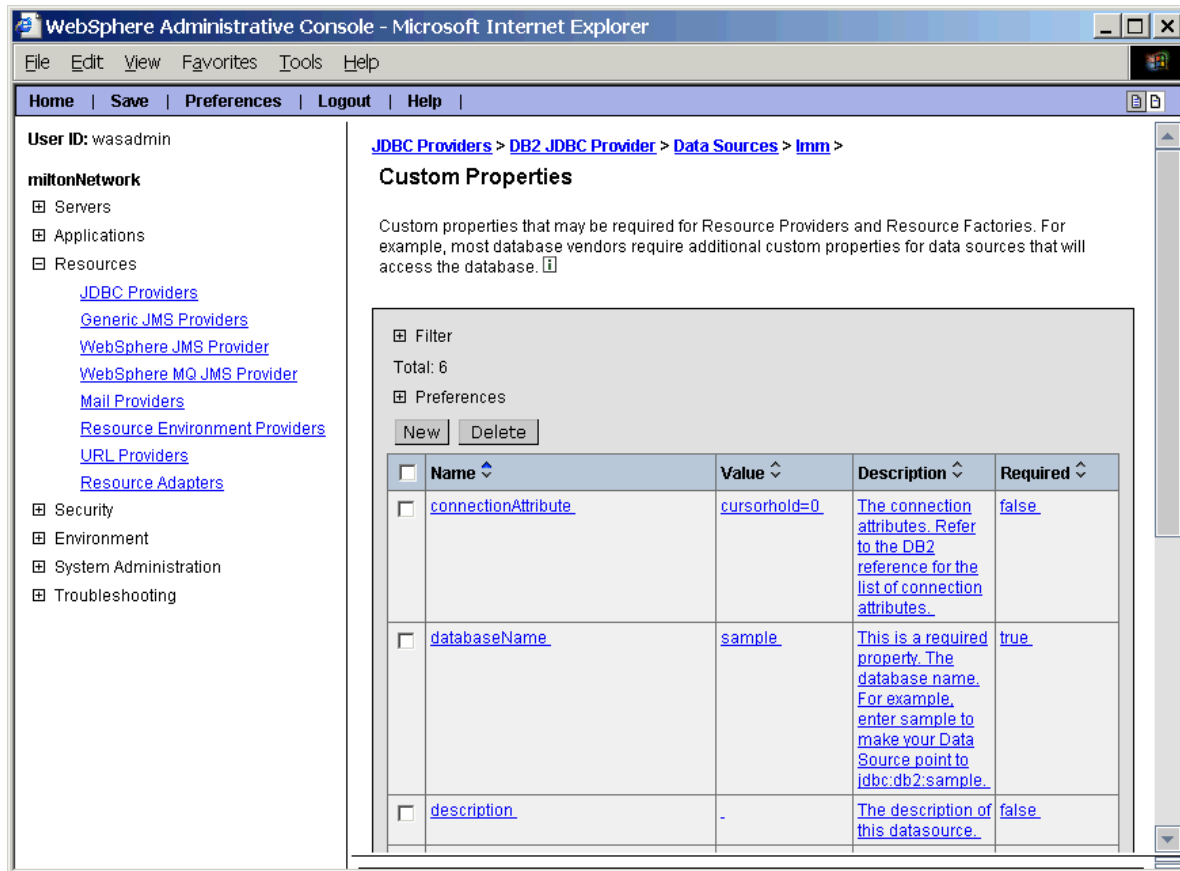 WebSphere Administrative Console - Microsoft Internet Explorer
File Edit View Favorites Tools Help
Home | Save | Preferences | Logout | Help |
User ID: wasadmin
miltonNetwork
Servers
Applications
Resources
JDBC Providers
Generic JMS Providers
WebSphere JMS Provider
WebSphere MQ JMS Provider
Mail Providers
Resource Environment Providers
URL Providers
Resource Adapters
Security
Environment
System Administration
Troubleshooting
JDBC Providers > DB2 JDBC Provider > Data Sources > lmm >
Custom Properties
Custom properties that may be required for Resource Providers and Resource Factories. For
example, most database vendors require additional custom properties for data sources that will
access the database. i
Filter
Total: 6
Preferences
New Delete
Name Value Description Required
connectionAttribute cursorhold=0 The connection false
attributes. Refer
to the DB2
reference for the
list of connection
attributes.
databaseName sample This is a required true
property. The
database name.
For example,
enter sample to
make your Data
Source point to
jdbc:db2:sample.
description The description of false
this datasource.